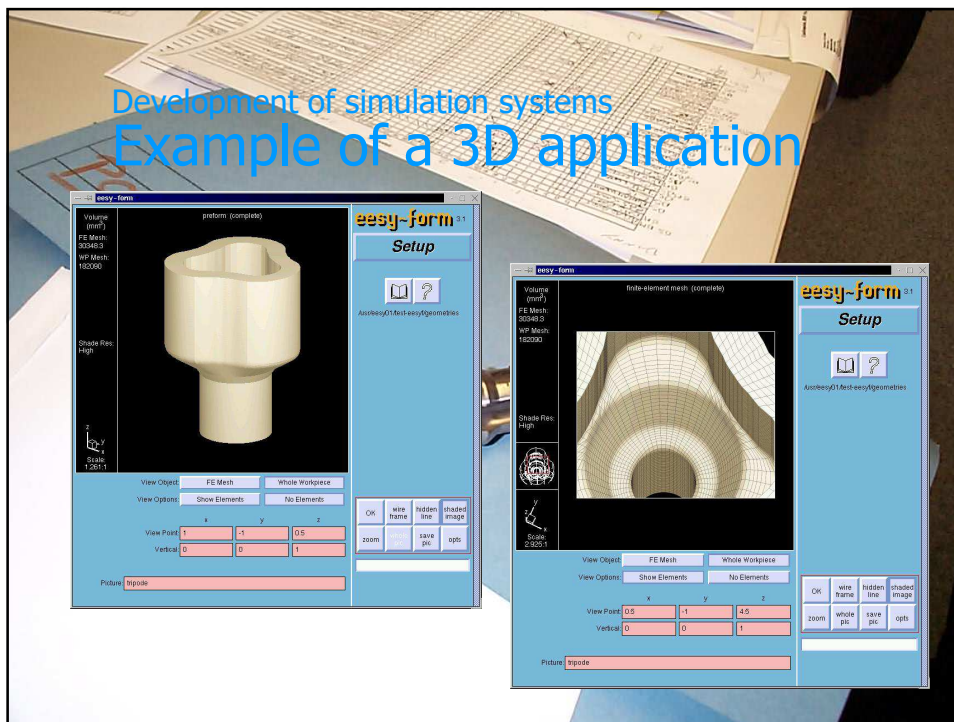 Development of simulation systems
Example of a 3D application
eesy-form
Volume
(mm³)
FE Mesh:
30348.3
WP Mesh:
182090
Shade Res:
High
z
y
x
Scale:
1.261:1
preform (complete)
eesy-form 3.1
Setup
/usr/eesy01/test-eesyf/geometries
View Object: FE Mesh Whole Workpiece
View Options: Show Elements No Elements
x y z
View Point: 1 -1 0.5
Vertical: 0 0 1
Picture: tripode
OK wire frame hidden line shaded image
zoom whole pic save pic opts
eesy-form
Volume
(mm³)
FE Mesh:
30348.3
WP Mesh:
182090
Shade Res:
High
y
z
x
Scale:
2.925:1
finite-element mesh (complete)
eesy-form 3.1
Setup
/usr/eesy01/test-eesyf/geometries
View Object: FE Mesh Whole Workpiece
View Options: Show Elements No Elements
x y z
View Point: 0.5 -1 4.5
Vertical: 0 0 1
Picture: tripode
OK wire frame hidden line shaded image
zoom whole pic save pic opts